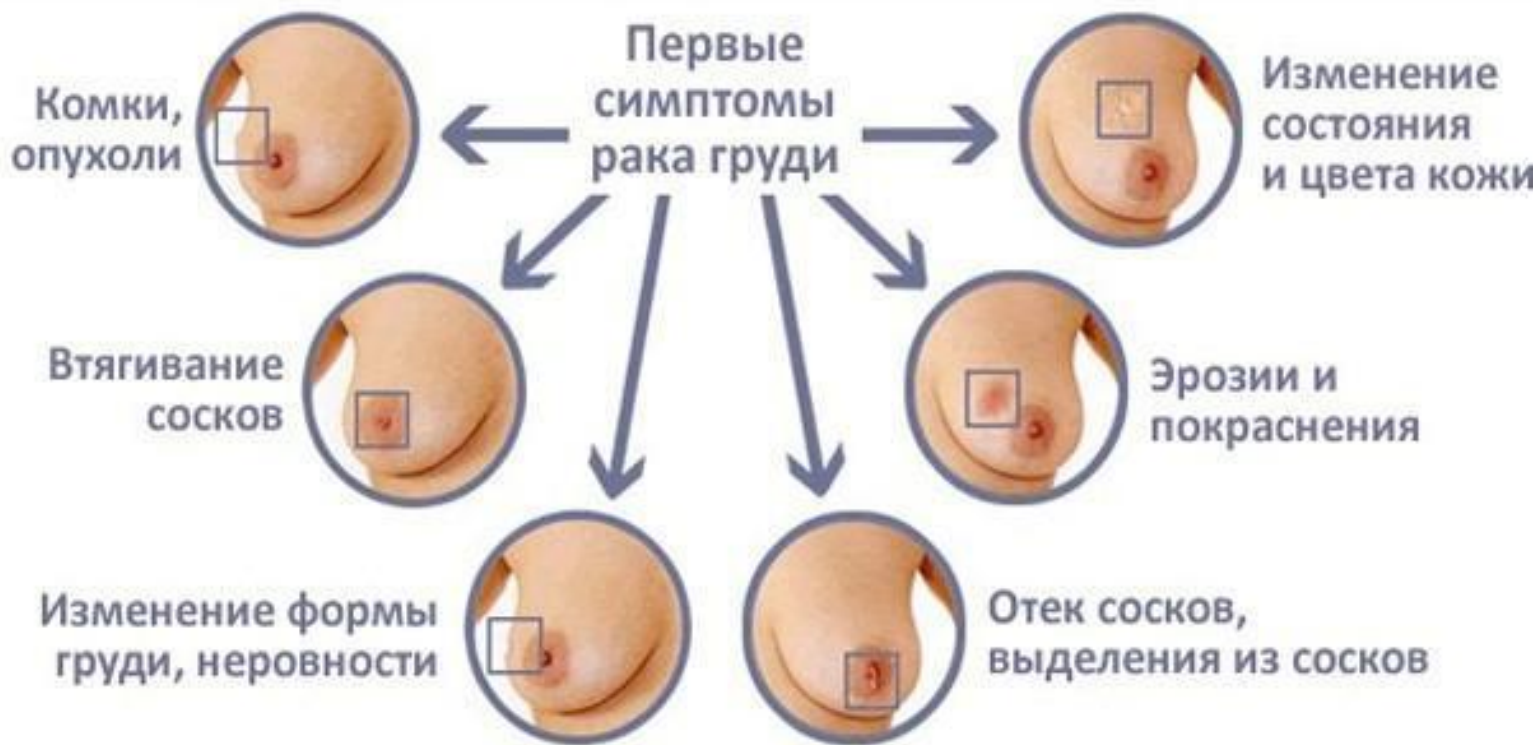 Первые
симптомы
рака груди
Комки,
опухоли
Изменение
состояния
и цвета кожи
Втягивание
сосков
Эрозии и
покраснения
Изменение формы
груди, неровности
Отек сосков,
выделения из сосков